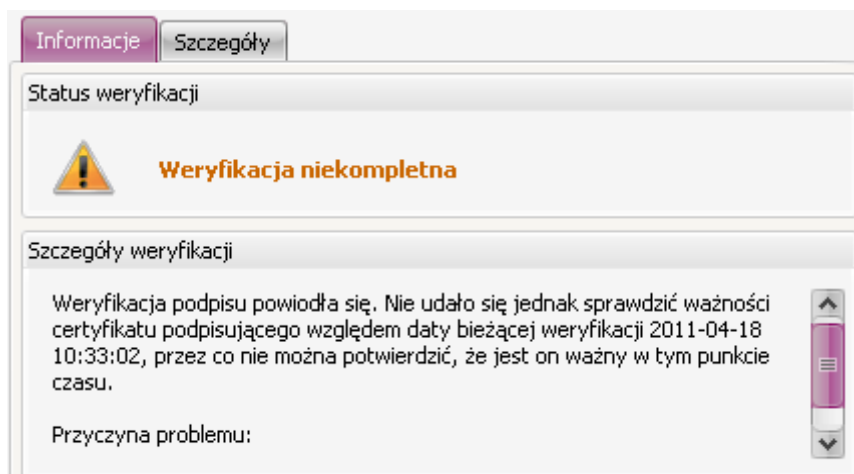 Informacje
Szczegóły
Status weryfikacji
Weryfikacja niekompletna
Szczegóły weryfikacji
Weryfikacja podpisu powiodła się. Nie udało się jednak sprawdzić ważności
certyfikatu podpisującego względem daty bieżącej weryfikacji 2011-04-18
10:33:02, przez co nie można potwierdzić, że jest on ważny w tym punkcie
czasu.
Przyczyna problemu: